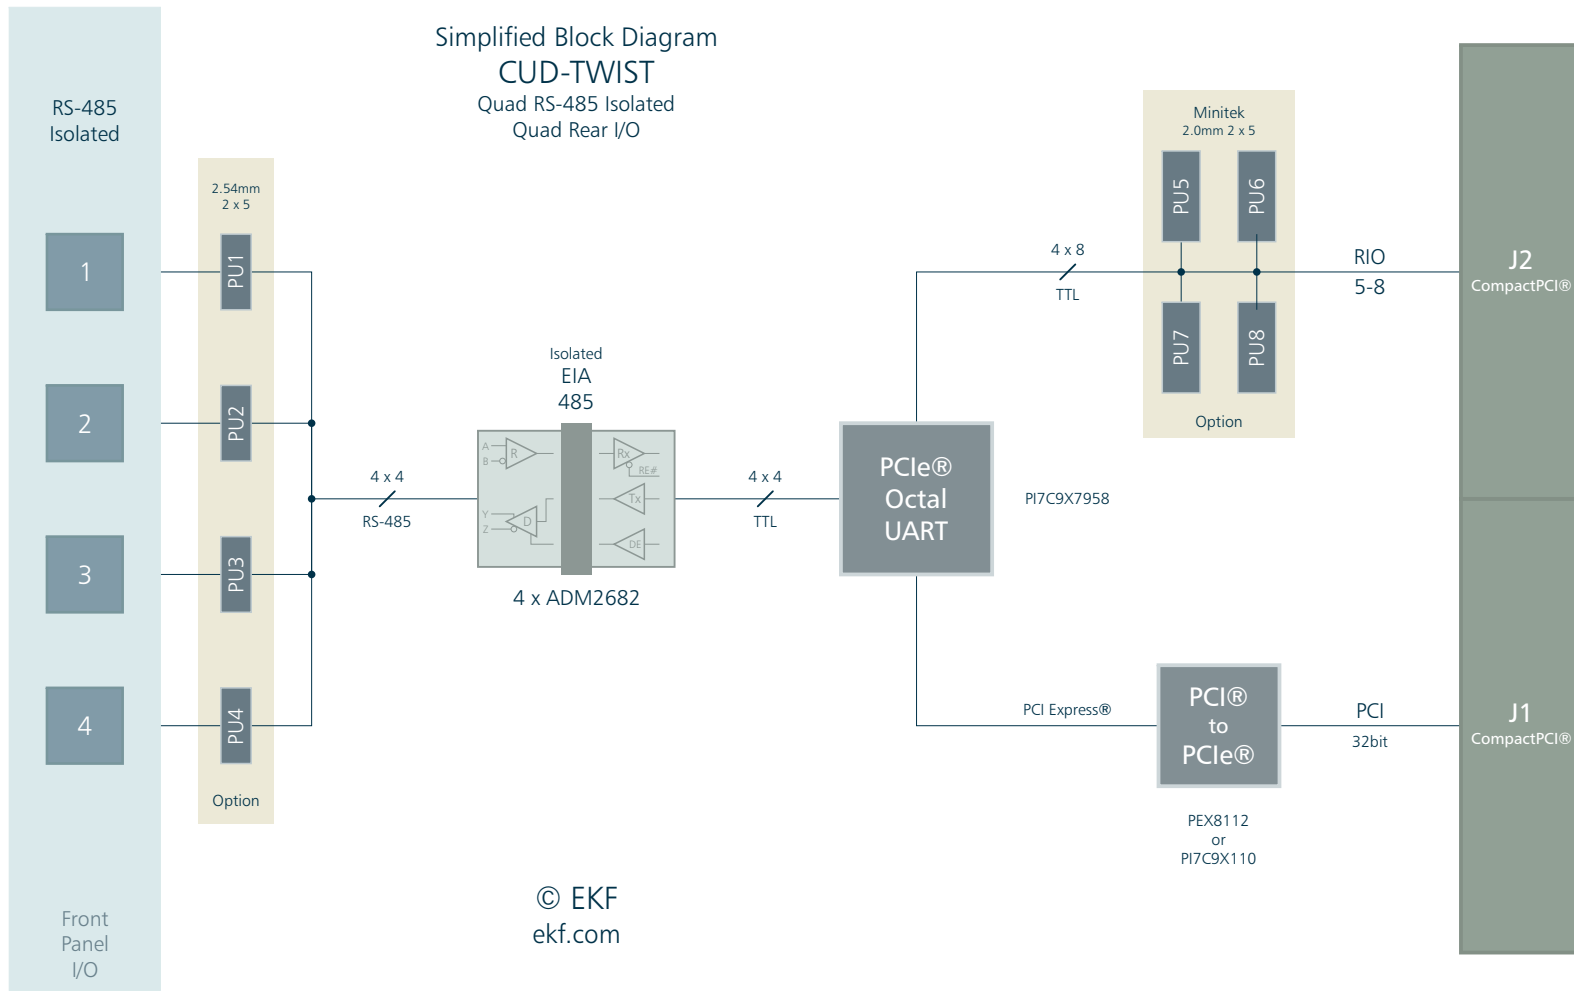 Simplified Block Diagram
CUD-TWIST
Quad RS-485 Isolated
Quad Rear I/O
RS-485
Isolated
1
2
3
4
Front
Panel
I/O
2.54mm
2 x 5
PU1
PU2
PU3
PU4
Option
4 x 4
RS-485
Isolated
EIA
485
A
B
R
Y
Z
D
Rx
RE#
Tx
DE
4 x ADM2682
4 x 4
TTL
PCIe®
Octal
UART
PI7C9X7958
4 x 8
TTL
Minitek
2.0mm 2 x 5
PU5
PU6
PU7
PU8
Option
RIO
5-8
J2
CompactPCI®
PCI Express®
PCI®
to
PCIe®
PEX8112
or
PI7C9X110
PCI
32bit
J1
CompactPCI®
© EKF
ekf.com